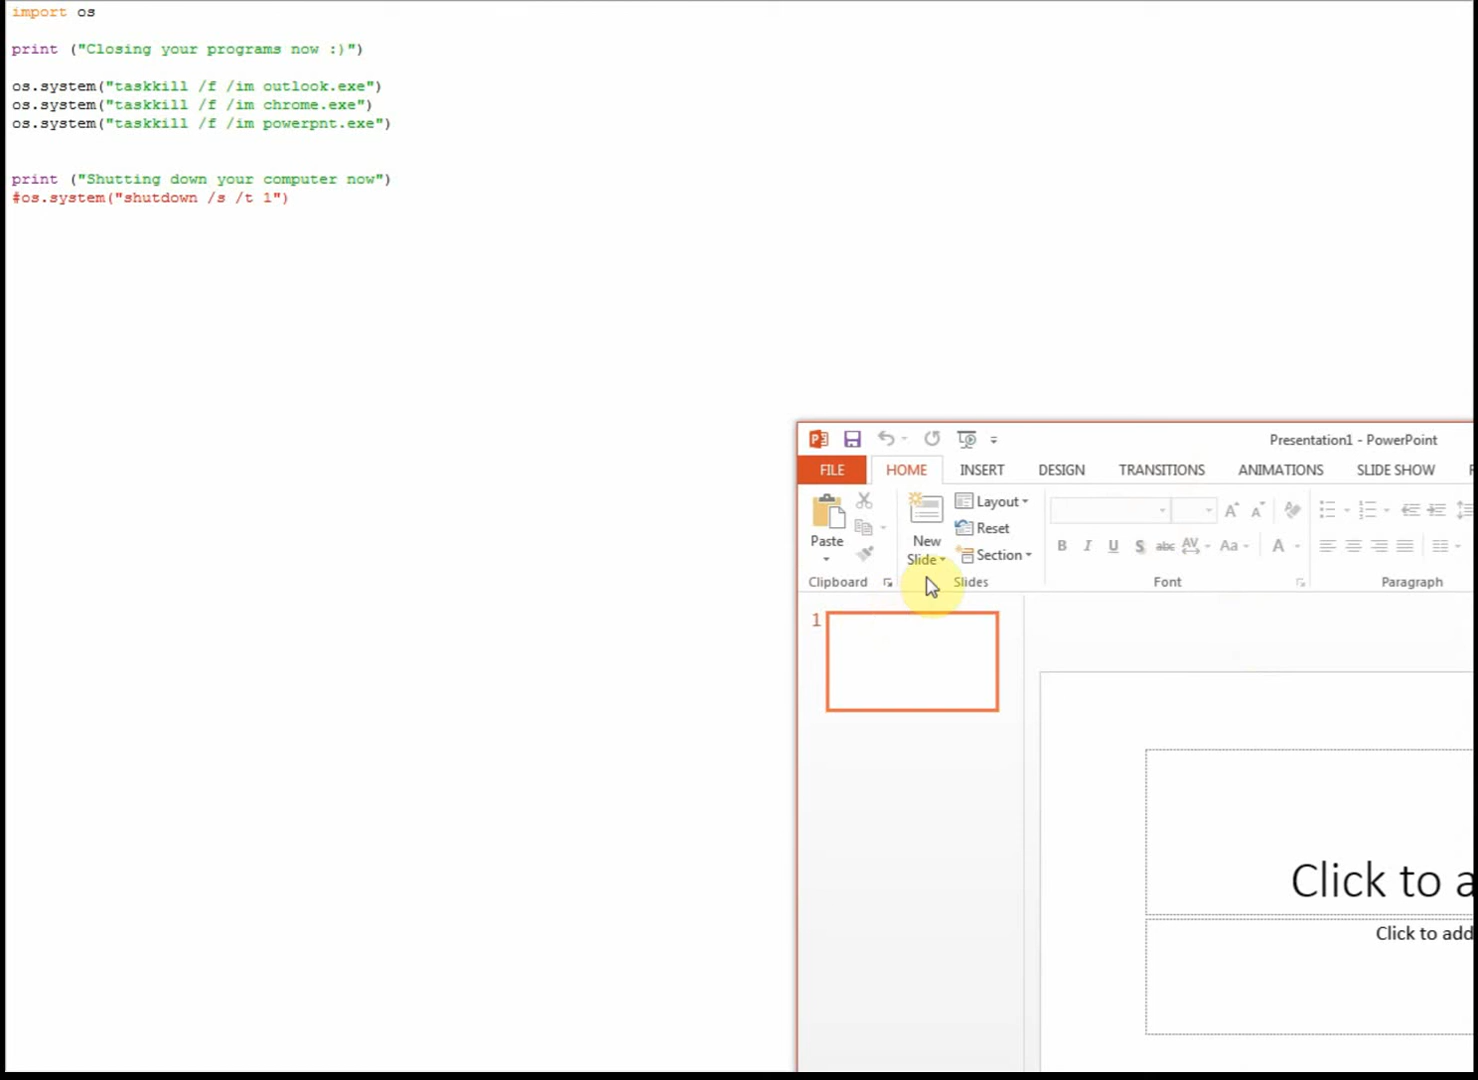 import os
print ("Closing your programs now :)")
os.system("taskkill /f /im outlook.exe")
os.system("taskkill /f /im chrome.exe")
os.system("taskkill /f /im powerpnt.exe")
print ("Shutting down your computer now")
#os.system("shutdown /s /t 1")
Presentation1 - PowerPoint
FILE HOME INSERT DESIGN TRANSITIONS ANIMATIONS SLIDE SHOW
Paste
Clipboard
New
Slide
Layout
Reset
Section
Slides
B I U S abc AV Aa A
Font
Paragraph
1
Click to a
Click to add